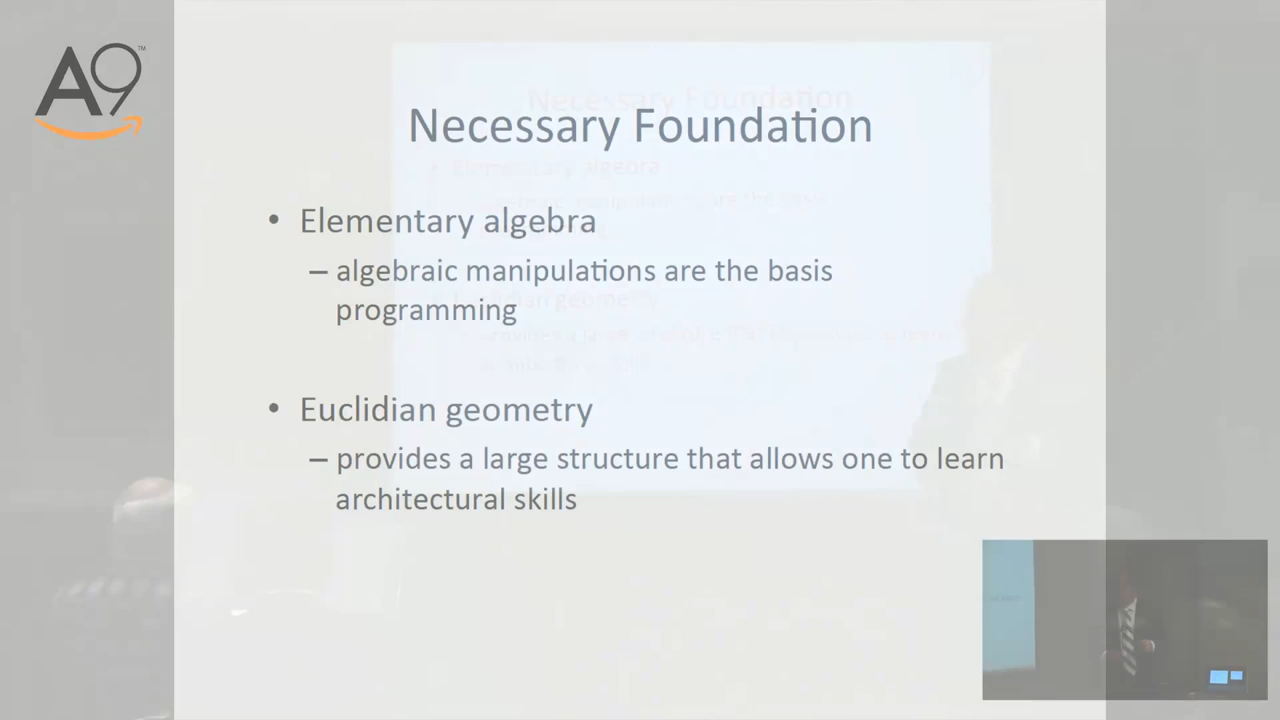 A9™
Necessary Foundation
• Elementary algebra
– algebraic manipulations are the basis
programming
• Euclidian geometry
– provides a large structure that allows one to learn
architectural skills